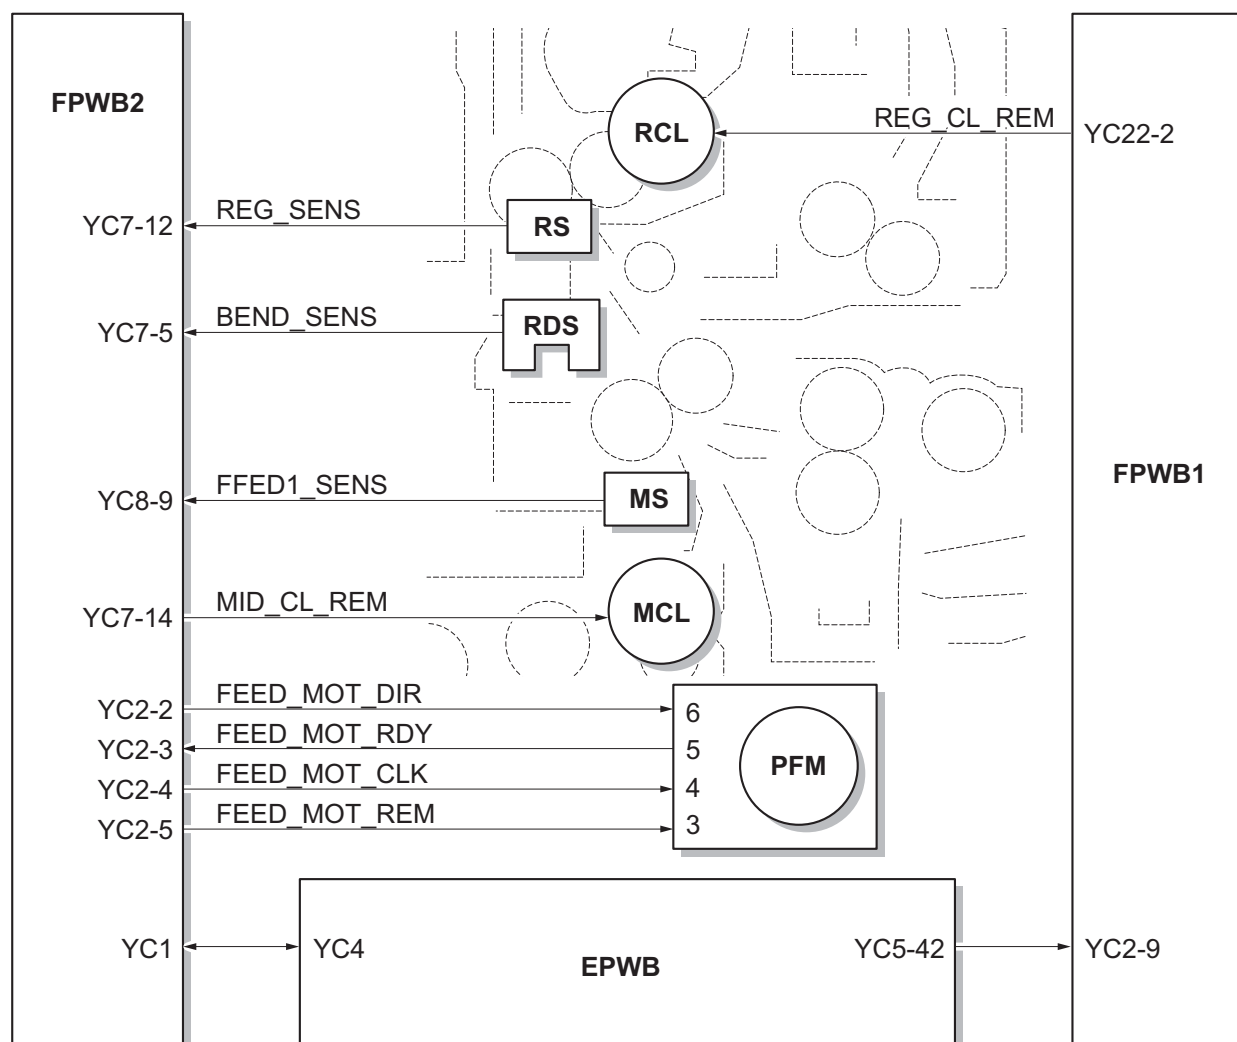 FPWB2
RCL
REG_CL_REM
YC22-2
YC7-12
REG_SENS
RS
YC7-5
BEND_SENS
RDS
FPWB1
YC8-9
FFED1_SENS
MS
YC7-14
MID_CL_REM
MCL
YC2-2
FEED_MOT_DIR
6
YC2-3
FEED_MOT_RDY
5
PFM
YC2-4
FEED_MOT_CLK
4
YC2-5
FEED_MOT_REM
3
YC1
YC4
EPWB
YC5-42
YC2-9